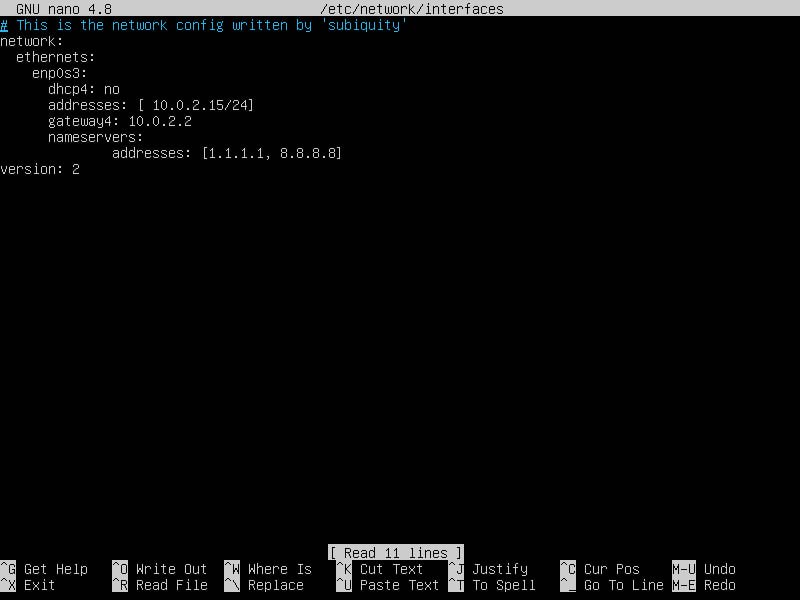 GNU nano 4.8 /etc/network/interfaces
# This is the network config written by 'subiquity'
network:
  ethernets:
    enp0s3:
      dhcp4: no
      addresses: [ 10.0.2.15/24]
      gateway4: 10.0.2.2
      nameservers:
              addresses: [1.1.1.1, 8.8.8.8]
version: 2
[ Read 11 lines ]
^G Get Help ^O Write Out ^W Where Is ^K Cut Text ^J Justify ^C Cur Pos M-U Undo
^X Exit ^R Read File ^\ Replace ^U Paste Text ^T To Spell ^_ Go To Line M-E Redo